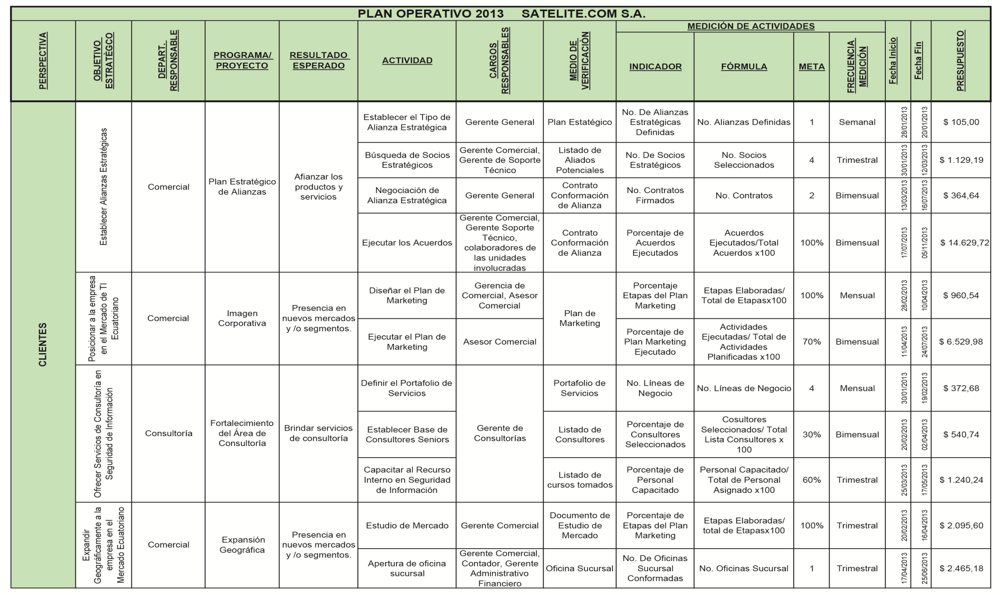 PLAN OPERATIVO 2013 SATELITE.COM S.A.
PERSPECTIVA
OBJETIVO
ESTRATÈGCO
DEPART.
RESPONSABLE
PROGRAMA/
PROYECTO
RESULTADO
ESPERADO
ACTIVIDAD
CARGOS
RESPONSABLES
MEDIO DE
VERIFICACIÒN
MEDICIÓN DE ACTIVIDADES
INDICADOR
FÓRMULA
META
FRECUENCIA
MEDICIÓN
Fecha Inicio
Fecha Fin
PRESUPUESTO
CLIENTES
Establecer Alianzas Estratégicas
Comercial
Plan Estratégico
de Alianzas
Afianzar los
productos y
servicios
Establecer el Tipo de
Alianza Estratégica
Gerente General
Plan Estatégico
No. De Alianzas
Estratégicas
Definidas
No. Alianzas Definidas
1
Semanal
28/01/2013
20/01/2013
$ 105,00
Búsqueda de Socios
Estratégicos
Gerente Comercial,
Gerente de Soporte
Técnico
Listado de
Aliados
Potenciales
No. De Socios
Estratégicos
No. Socios
Seleccionados
4
Trimestral
30/01/2013
12/03/2013
$ 1.129,19
Negociación de
Alianza Estratégica
Gerente General
Contrato
Conformación
de Alianza
No. Contratos
Firmados
No. Contratos
2
Bimensual
13/03/2013
16/07/2013
$ 364,64
Ejecutar los Acuerdos
Gerente Comercial,
Gerente Soporte
Técnico,
colaboradores de
las unidades
involucradas
Contrato
Conformación
de Alianza
Porcentaje de
Acuerdos
Ejecutados
Acuerdos
Ejecutados/Total
Acuerdos x100
100%
Bimensual
17/07/2013
05/11/2013
$ 14.629,72
Posicionar a la empresa
en el Mercado de TI
Ecuatoriano
Comercial
Imagen
Corporativa
Presencia en
nuevos mercados
y /o segmentos.
Diseñar el Plan de
Marketing
Gerencia de
Comercial, Asesor
Comercial
Plan de
Marketing
Porcentaje
Etapas del Plan
Marketing
Etapas Elaboradas/
Total de Etapasx100
100%
Mensual
28/02/2013
10/04/2013
$ 960,54
Ejecutar el Plan de
Marketing
Asesor Comercial
Porcentaje de
Plan Marketing
Ejecutado
Actividades
Ejecutadas/ Total de
Actividades
Planificadas x100
70%
Bimensual
11/04/2013
24/07/2013
$ 6.529,98
Ofrecer Servicios de Consultoría en
Seguridad de Información
Consultoría
Fortalecimiento
del Área de
Consultoría
Brindar servicios
de consultoría
Definir el Portafolio de
Servicios
Gerente de
Consultorías
Portafolio de
Servicios
No. Líneas de
Negocio
No. Líneas de Negocio
4
Mensual
30/01/2013
19/02/2013
$ 372,68
Establecer Base de
Consultores Seniors
Listado de
Consultores
Porcentaje de
Consultores
Seleccionados
Cosultores
Seleccionados/ Total
Lista Consultores x
100
30%
Bimensual
20/02/2013
02/04/2013
$ 540,74
Capacitar al Recurso
Interno en Seguridad
de Información
Listado de
cursos tomados
Porcentaje de
Personal
Capacitado
Personal Capacitado/
Total de Personal
Asignado x100
60%
Trimestral
25/03/2013
17/05/2013
$ 1.240,24
Expandir
Geográficamente a la
empresa en el
Mercado Ecuatoriano
Comercial
Expansión
Geográfica
Presencia en
nuevos mercados
y /o segmentos.
Estudio de Mercado
Gerente Comercial
Documento de
Estudio de
Mercado
Porcentaje de
Etapas del Plan
Marketing
Etapas Elaboradas/
total de Etapasx100
100%
Trimestral
20/02/2013
16/04/2013
$ 2.095,60
Apertura de oficina
sucursal
Gerente Comercial,
Contador, Gerente
Administrativo
Financiero
Oficina Sucursal
No. De Oficinas
Sucursal
Conformadas
No. Oficinas Sucursal
1
Trimestral
17/04/2013
25/06/2013
$ 2.465,18